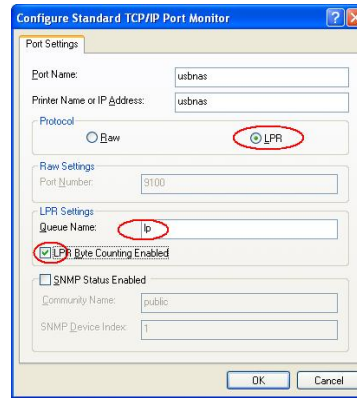 Configure Standard TCP/IP Port Monitor
Port Settings
Port Name: usbnas
Printer Name or IP Address: usbnas
Protocol
Raw LPR
Raw Settings
Port Number: 9100
LPR Settings
Queue Name: lp
LPR Byte Counting Enabled
SNMP Status Enabled
Community Name: public
SNMP Device Index: 1
OK Cancel